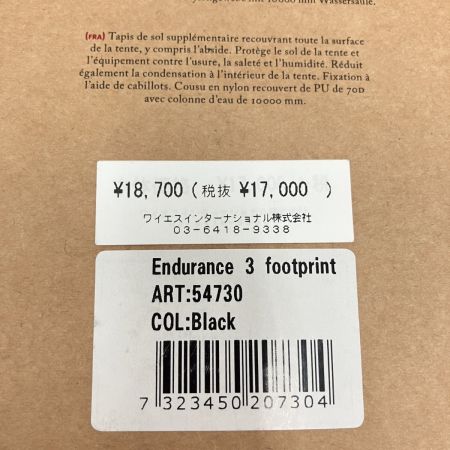 mm Wassersäule.
(FRA) Tapis de sol supplémentaire recouvrant toute la surface
de la tente, y compris l'abside. Protège le sol de la tente et
l'équipement contre l'usure, la saleté et l'humidité. Réduit
également la condensation à l'intérieur de la tente. Fixation à
l'aide de cabillots. Cousu en nylon recouvert de PU de 70D
avec colonne d'eau de 10000 mm.
¥18,700 (税抜 ¥17,000 )
ワイエスインターナショナル株式会社
03-6418-9338
Endurance 3 footprint
ART:54730
COL:Black
7 323450 207304